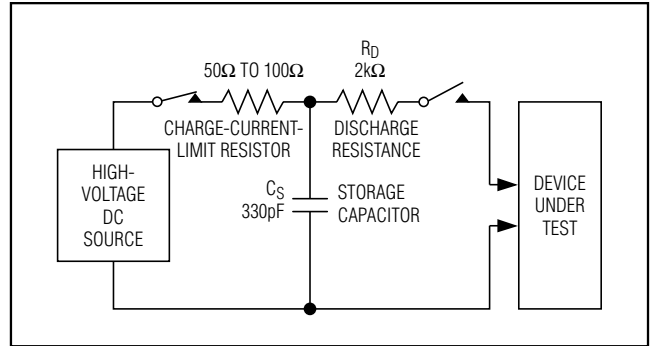 50Ω TO 100Ω
CHARGE-CURRENT-
LIMIT RESISTOR
RD
2kΩ
DISCHARGE
RESISTANCE
HIGH-
VOLTAGE
DC
SOURCE
CS
330pF
STORAGE
CAPACITOR
DEVICE
UNDER
TEST